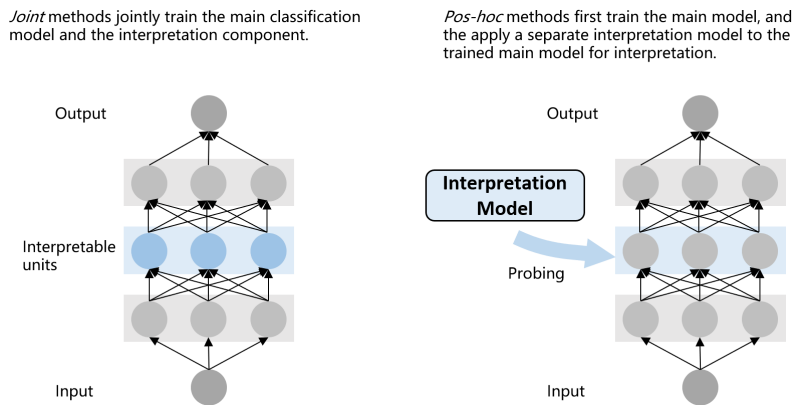 Joint methods jointly train the main classification
model and the interpretation component.
Pos-hoc methods first train the main model, and
the apply a separate interpretation model to the
trained main model for interpretation.
Output
Interpretable
units
Input
Output
Interpretation
Model
Probing
Input